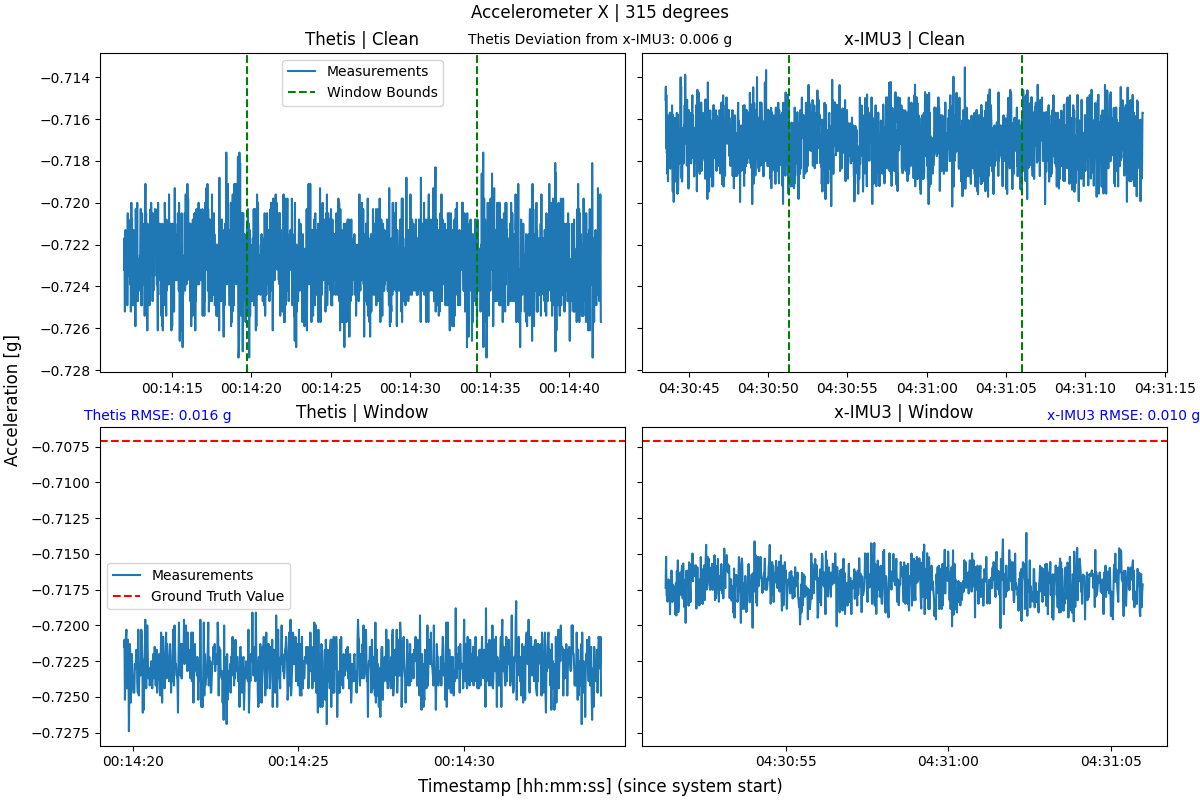 Accelerometer X | 315 degrees
Thetis | Clean
Thetis Deviation from x-IMU3: 0.006 g
x-IMU3 | Clean
Measurements
Window Bounds
−0.714
−0.716
−0.718
−0.720
−0.722
−0.724
−0.726
−0.728
00:14:15 00:14:20 00:14:25 00:14:30 00:14:35 00:14:40
04:30:45 04:30:50 04:30:55 04:31:00 04:31:05 04:31:10 04:31:15
Acceleration [g]
Thetis RMSE: 0.016 g
Thetis | Window
x-IMU3 | Window
x-IMU3 RMSE: 0.010 g
−0.7075
−0.7100
−0.7125
−0.7150
−0.7175
−0.7200
−0.7225
−0.7250
−0.7275
Measurements
Ground Truth Value
00:14:20 00:14:25 00:14:30
04:30:55 04:31:00 04:31:05
Timestamp [hh:mm:ss] (since system start)